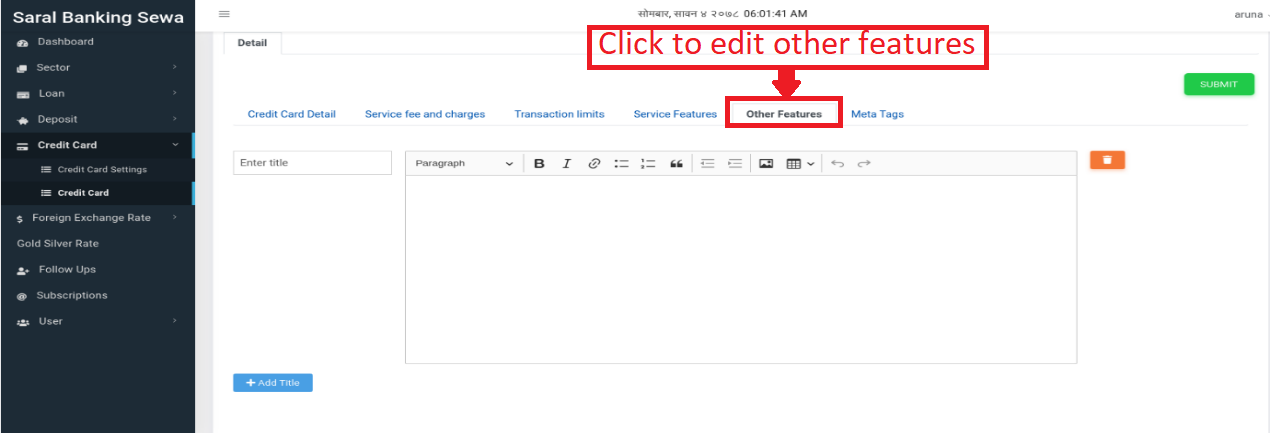 Saral Banking Sewa
सोमबार, सावन ४ २०७८ 06:01:41 AM
aruna
Dashboard
Sector
Loan
Deposit
Credit Card
Credit Card Settings
Credit Card
Foreign Exchange Rate
Gold Silver Rate
Follow Ups
Subscriptions
User
Detail
Click to edit other features
SUBMIT
Credit Card Detail Service fee and charges Transaction limits Service Features Other Features Meta Tags
Enter title
Paragraph
+ Add Title